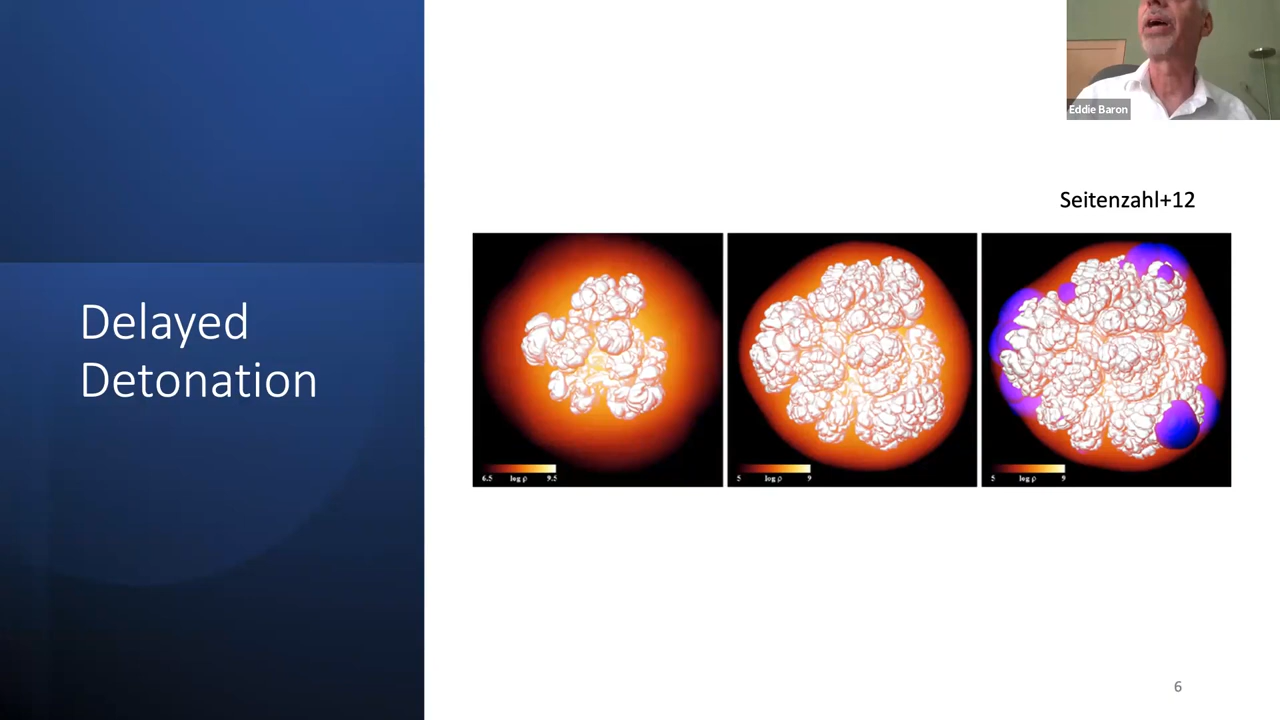 Eddie Baron
Seitenzahl+12
Delayed
Detonation
6.5 log ρ 9.5
5 log ρ 9
5 log ρ 9
6